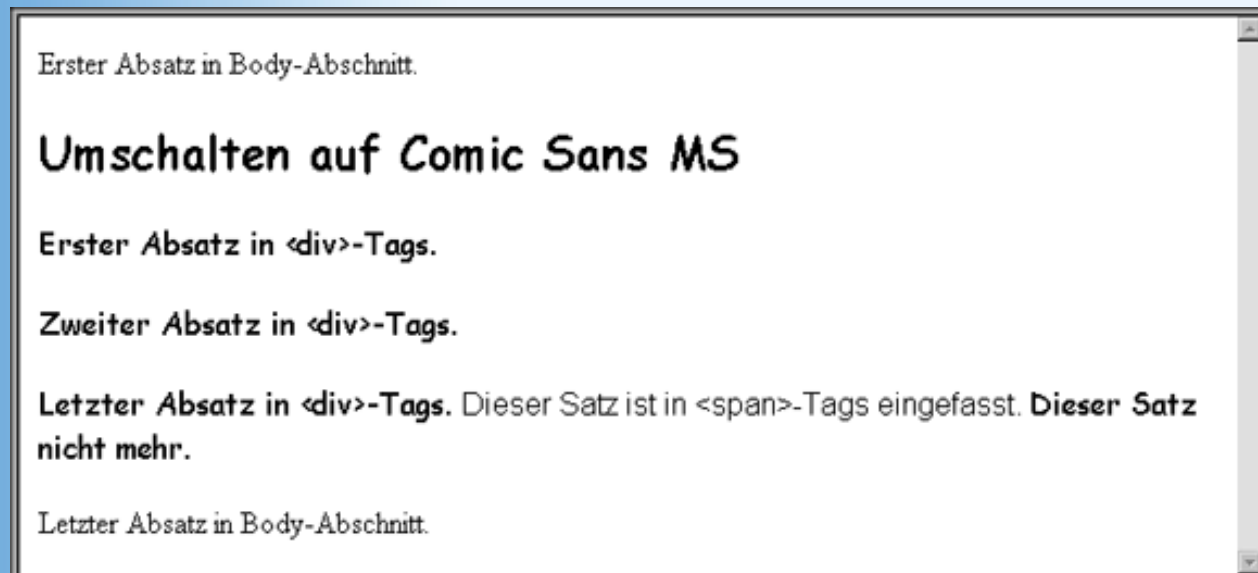 Erster Absatz in Body-Abschnitt.
Umschalten auf Comic Sans MS
Erster Absatz in <div>-Tags.
Zweiter Absatz in <div>-Tags.
Letzter Absatz in <div>-Tags. Dieser Satz ist in <span>-Tags eingefasst. Dieser Satz
nicht mehr.
Letzter Absatz in Body-Abschnitt.